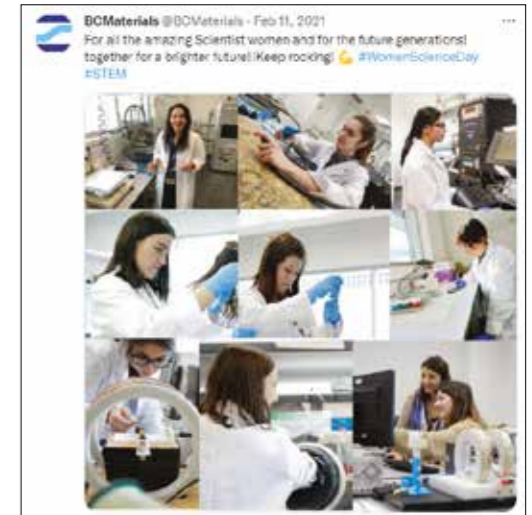 BCMaterials @BCMaterials · Feb 11, 2021
For all the amazing Scientist women and for the future generations!
together for a brighter future! Keep rocking! 💪 #WomenScienceDay
#STEM